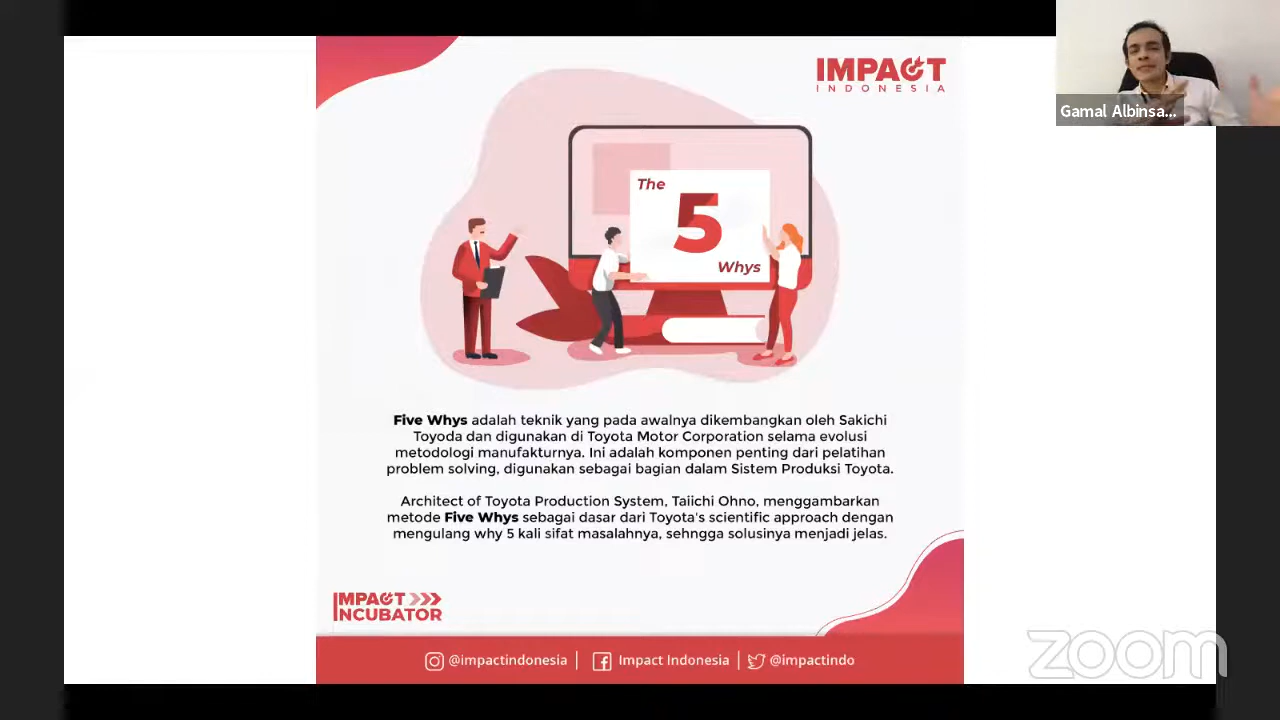 IMPACT
INDONESIA
Gamal Albinsa...
The
5
Whys
Five Whys adalah teknik yang pada awalnya dikembangkan oleh Sakichi
Toyoda dan digunakan di Toyota Motor Corporation selama evolusi
metodologi manufakturnya. Ini adalah komponen penting dari pelatihan
problem solving, digunakan sebagai bagian dalam Sistem Produksi Toyota.
Architect of Toyota Production System, Taiichi Ohno, menggambarkan
metode Five Whys sebagai dasar dari Toyota's scientific approach dengan
mengulang why 5 kali sifat masalahnya, sehngga solusinya menjadi jelas.
IMPACT
INCUBATOR
@impactindonesia | Impact Indonesia | @impactindo
zoom